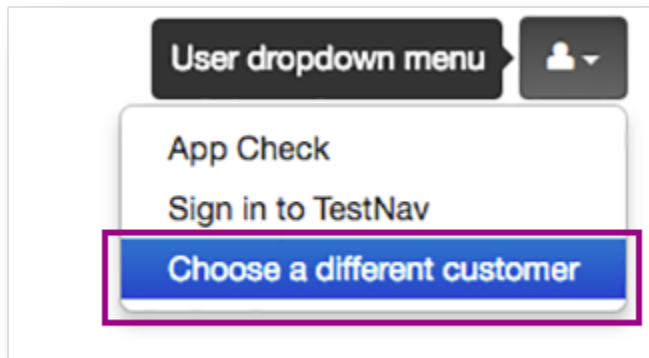 User dropdown menu
App Check
Sign in to TestNav
Choose a different customer